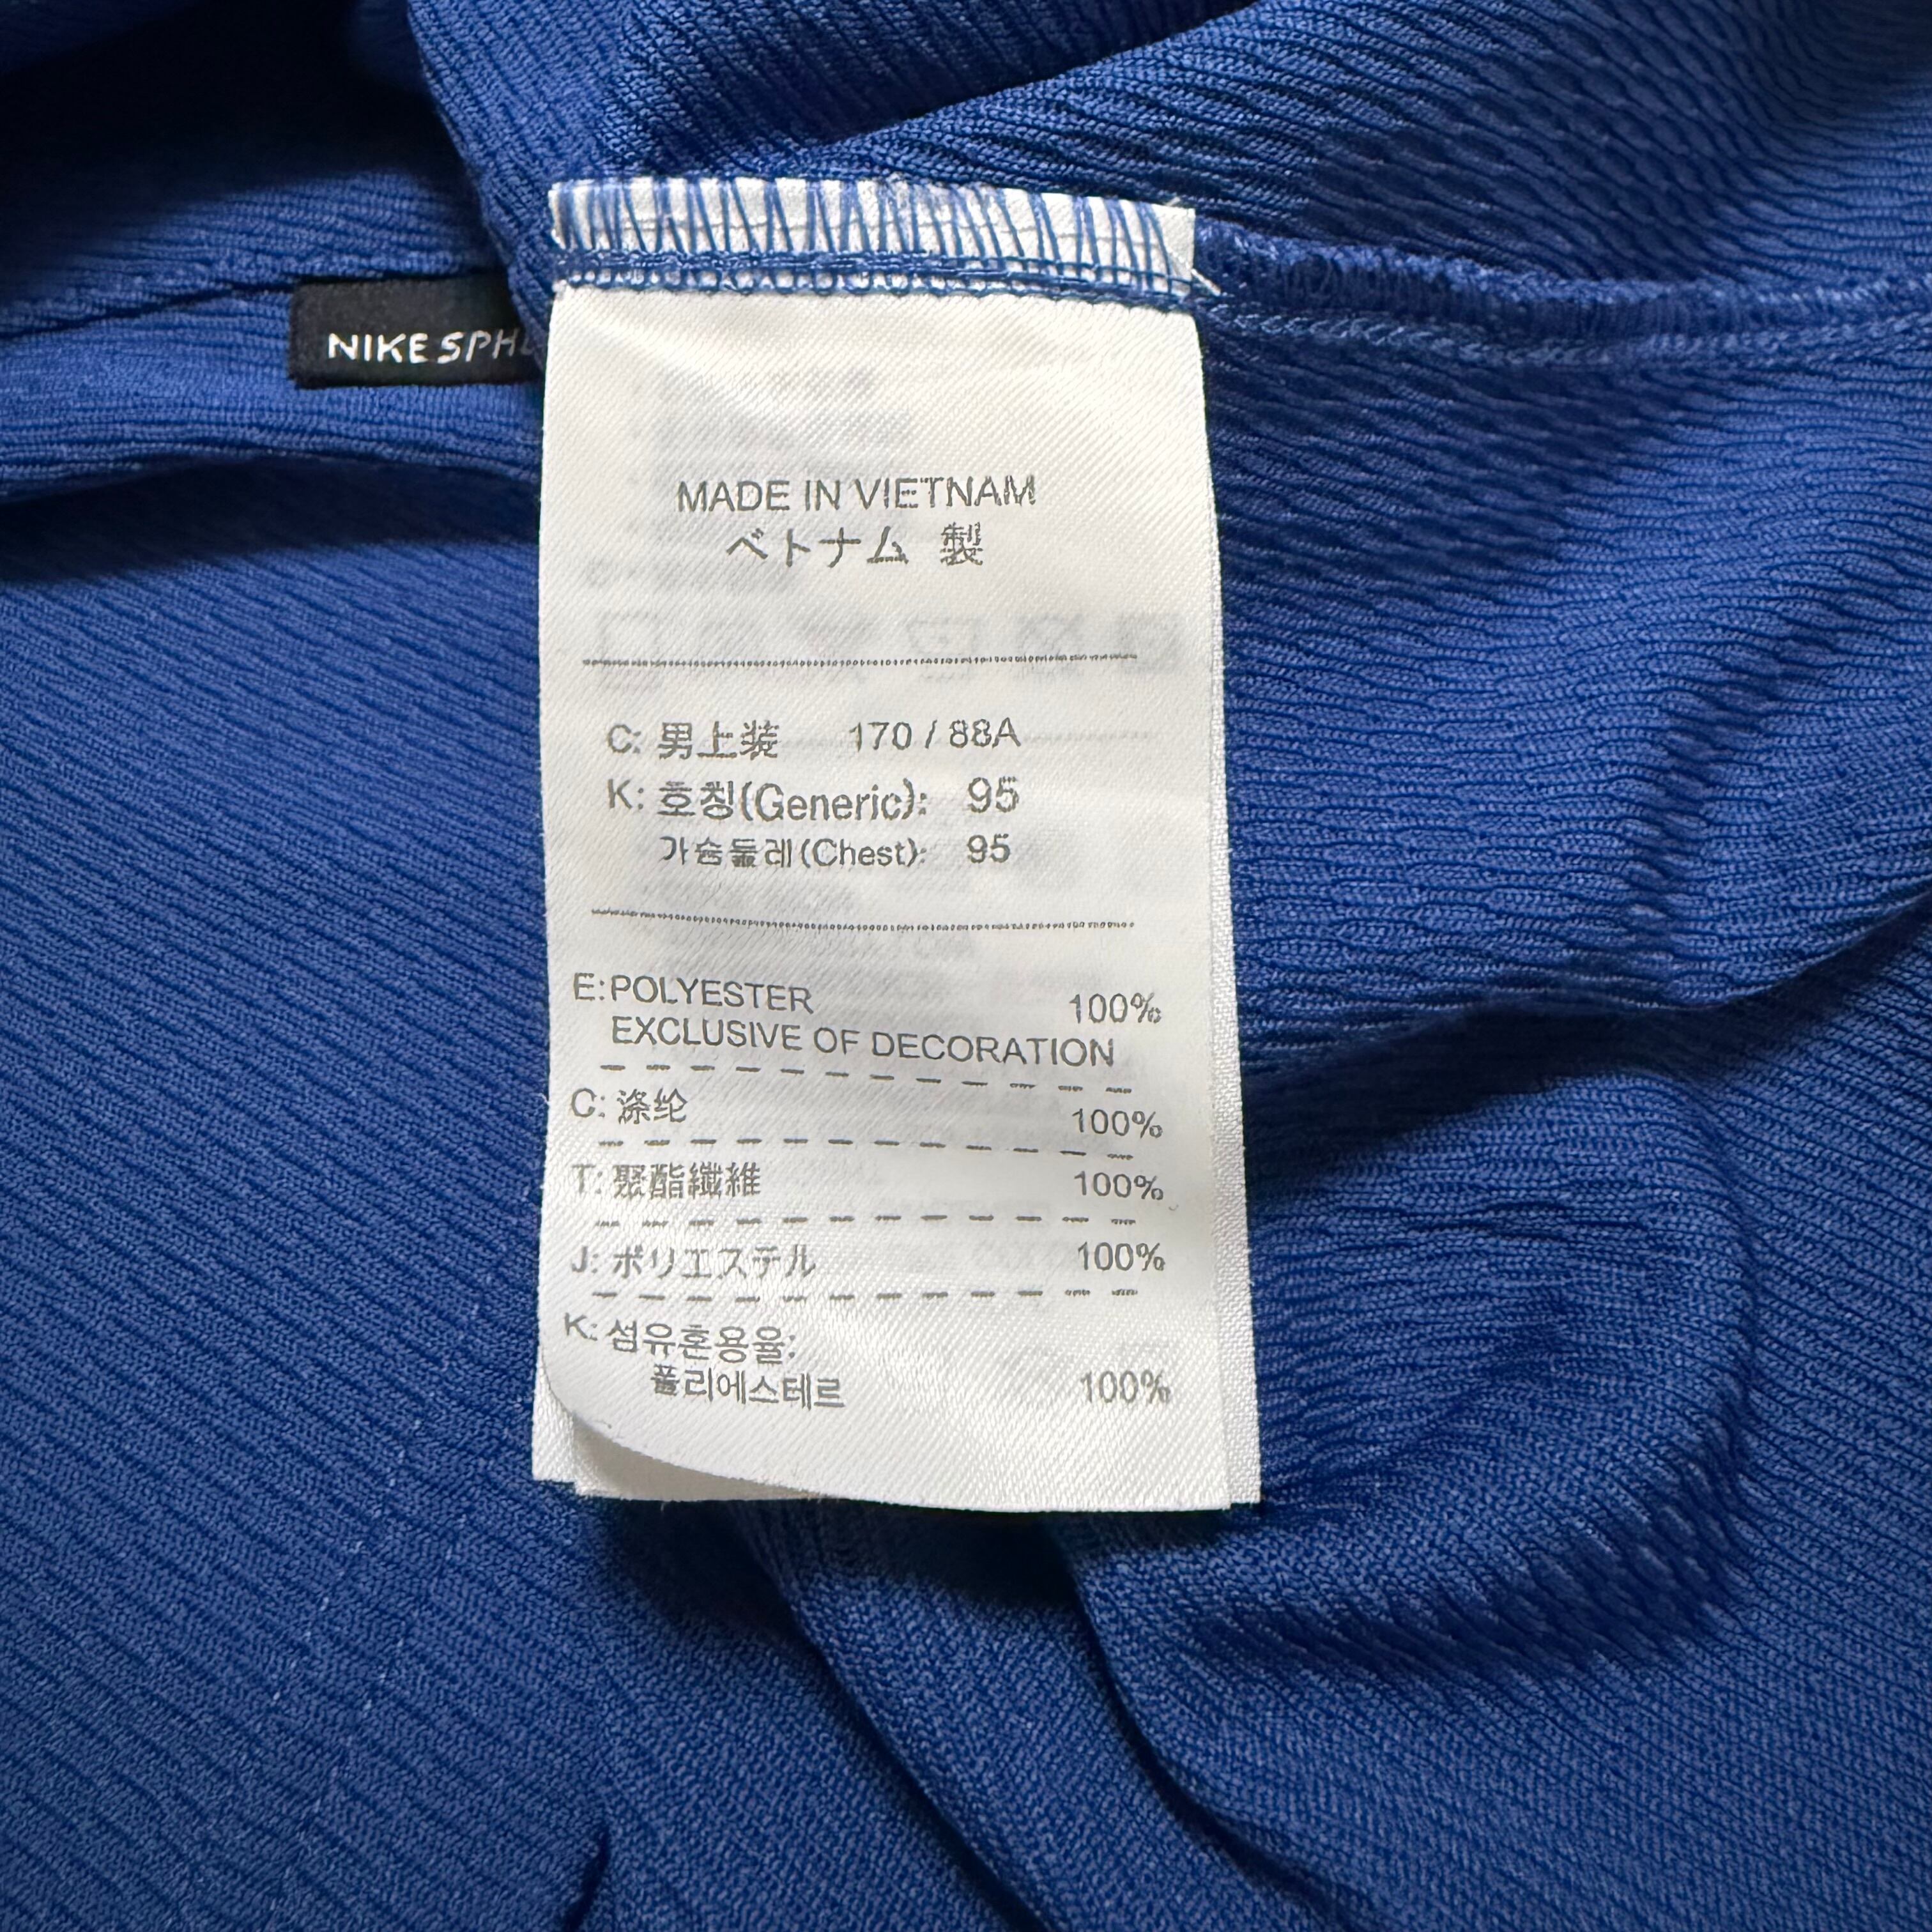 NIKE
MADE IN VIETNAM
ベトナム 製
C: 男上装 170 / 88A
K: 호칭(Generic): 95
가슴둘레(Chest): 95
E:POLYESTER 100%
EXCLUSIVE OF DECORATION
C: 涤纶 100%
T: 聚酯纖維 100%
J: ポリエステル 100%
K: 섬유혼용율:
폴리에스테르 100%